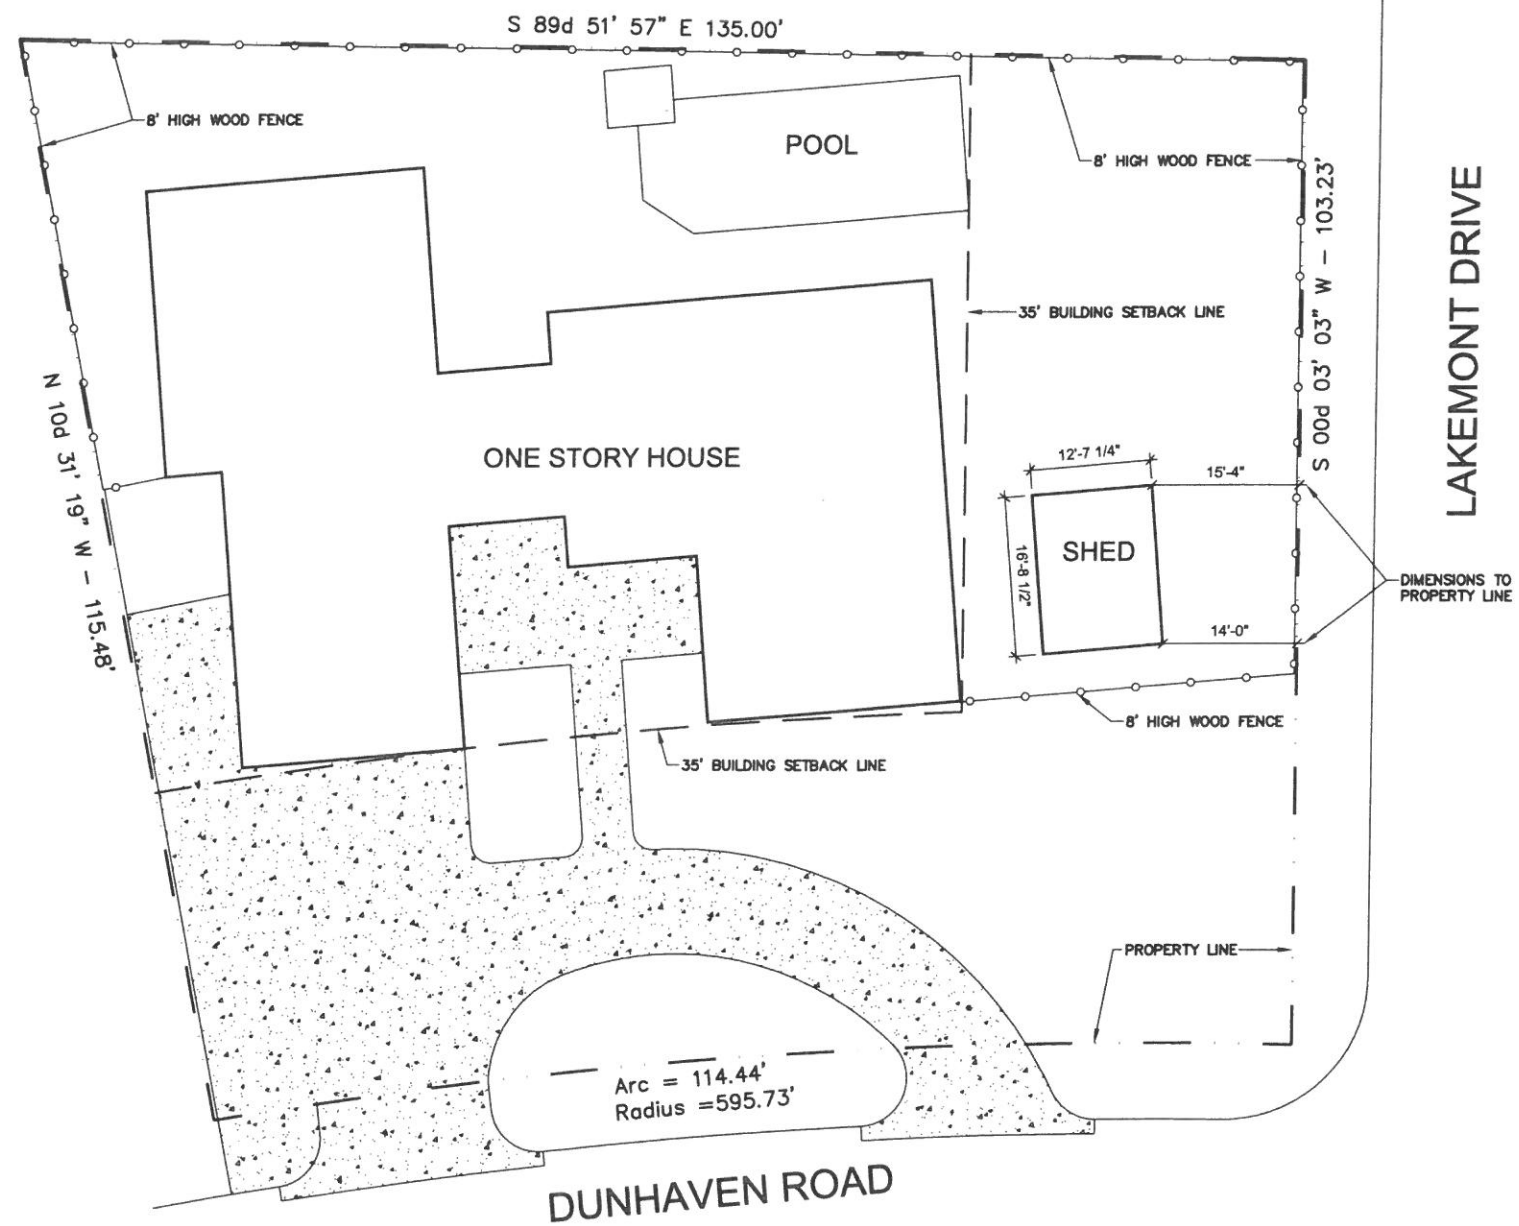 S 89d 51' 57" E 135.00'
8' HIGH WOOD FENCE
POOL
8' HIGH WOOD FENCE
S 00d 03' 03" W - 103.23'
LAKEMONT DRIVE
35' BUILDING SETBACK LINE
N 10d 31' 19" W - 115.48'
ONE STORY HOUSE
12'-7 1/4"
15'-4"
SHED
16'-8 1/2"
DIMENSIONS TO
PROPERTY LINE
14'-0"
8' HIGH WOOD FENCE
35' BUILDING SETBACK LINE
PROPERTY LINE
Arc = 114.44'
Radius =595.73'
DUNHAVEN ROAD